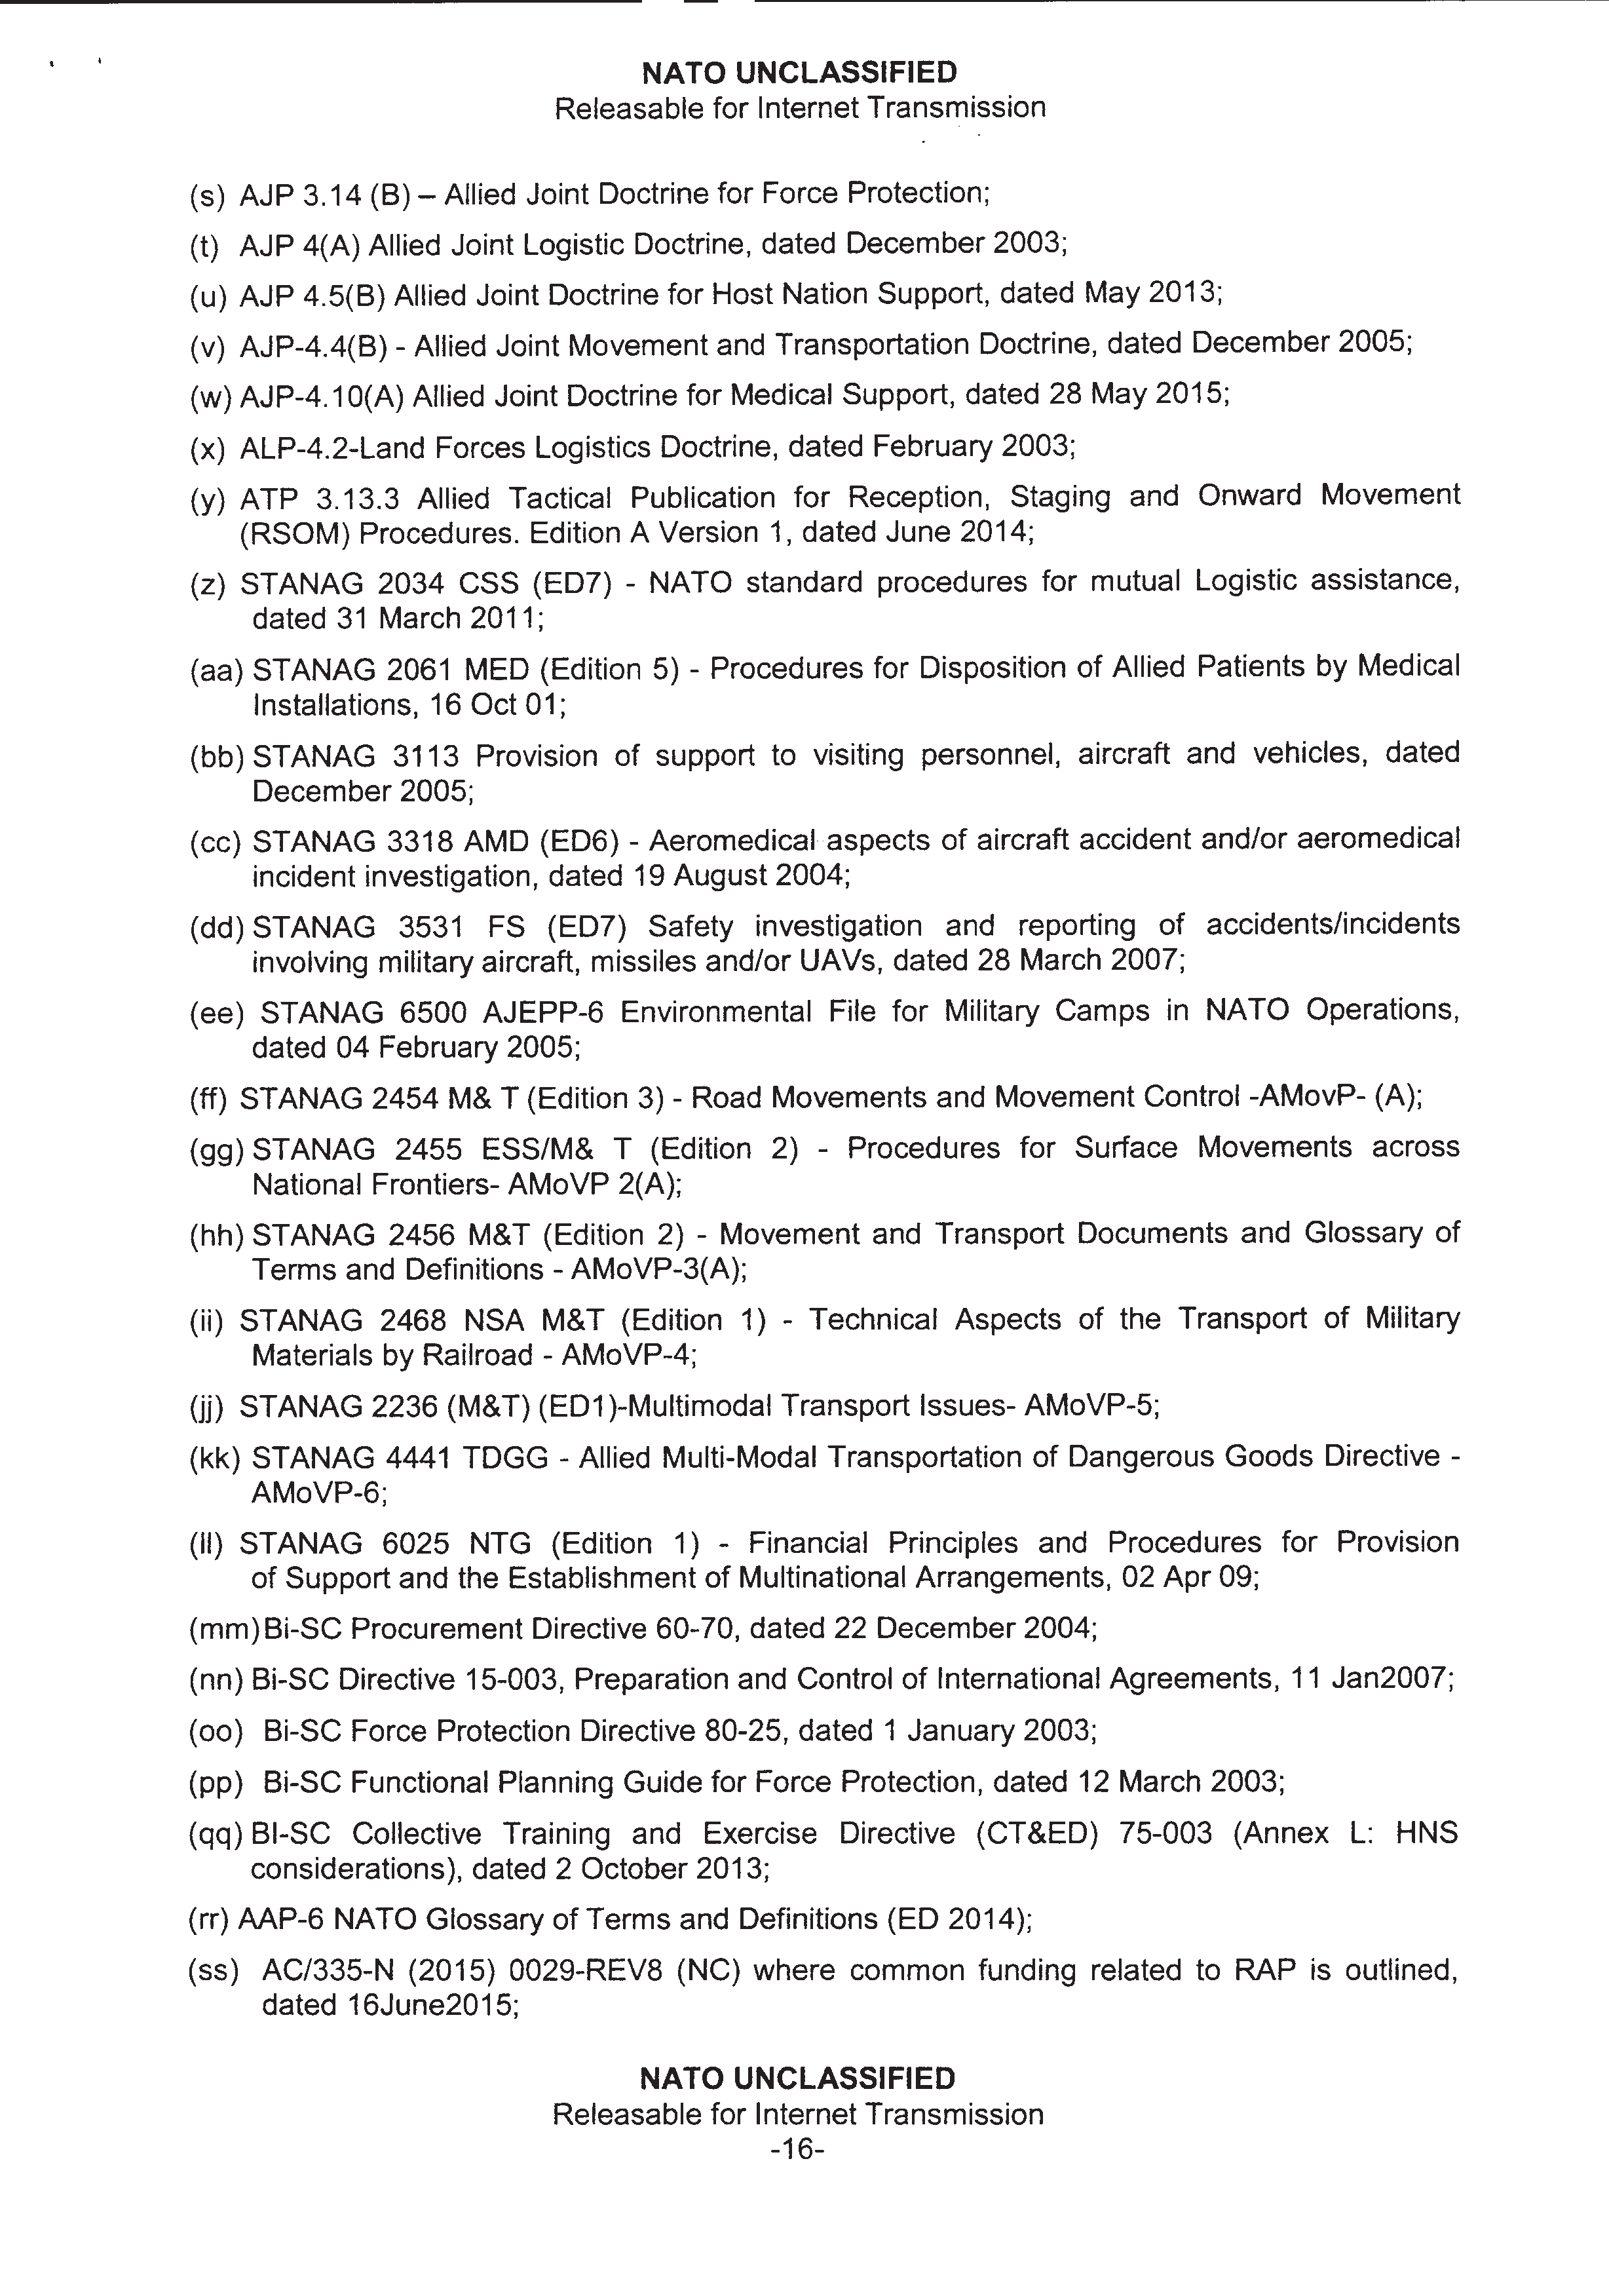 NATO UNCLASSIFIED
Releasable for Internet Transmission
(s) AJP 3.14 (B) – Allied Joint Doctrine for Force Protection;
(t) AJP 4(A) Allied Joint Logistic Doctrine, dated December 2003;
(u) AJP 4.5(B) Allied Joint Doctrine for Host Nation Support, dated May 2013;
(v) AJP-4.4(B) - Allied Joint Movement and Transportation Doctrine, dated December 2005;
(w) AJP-4.10(A) Allied Joint Doctrine for Medical Support, dated 28 May 2015;
(x) ALP-4.2-Land Forces Logistics Doctrine, dated February 2003;
(y) ATP 3.13.3 Allied Tactical Publication for Reception, Staging and Onward Movement
(RSOM) Procedures. Edition A Version 1, dated June 2014;
(z) STANAG 2034 CSS (ED7) - NATO standard procedures for mutual Logistic assistance,
dated 31 March 2011;
(aa) STANAG 2061 MED (Edition 5) - Procedures for Disposition of Allied Patients by Medical
Installations, 16 Oct 01;
(bb) STANAG 3113 Provision of support to visiting personnel, aircraft and vehicles, dated
December 2005;
(cc) STANAG 3318 AMD (ED6) - Aeromedical aspects of aircraft accident and/or aeromedical
incident investigation, dated 19 August 2004;
(dd) STANAG 3531 FS (ED7) Safety investigation and reporting of accidents/incidents
involving military aircraft, missiles and/or UAVs, dated 28 March 2007;
(ee) STANAG 6500 AJEPP-6 Environmental File for Military Camps in NATO Operations,
dated 04 February 2005;
(ff) STANAG 2454 M& T (Edition 3) - Road Movements and Movement Control -AMovP- (A);
(gg) STANAG 2455 ESS/M& T (Edition 2) - Procedures for Surface Movements across
National Frontiers- AMoVP 2(A);
(hh) STANAG 2456 M&T (Edition 2) - Movement and Transport Documents and Glossary of
Terms and Definitions - AMoVP-3(A);
(ii) STANAG 2468 NSA M&T (Edition 1) - Technical Aspects of the Transport of Military
Materials by Railroad - AMoVP-4;
(jj) STANAG 2236 (M&T) (ED1)-Multimodal Transport Issues- AMoVP-5;
(kk) STANAG 4441 TDGG - Allied Multi-Modal Transportation of Dangerous Goods Directive -
AMoVP-6;
(ll) STANAG 6025 NTG (Edition 1) - Financial Principles and Procedures for Provision
of Support and the Establishment of Multinational Arrangements, 02 Apr 09;
(mm) Bi-SC Procurement Directive 60-70, dated 22 December 2004;
(nn) Bi-SC Directive 15-003, Preparation and Control of International Agreements, 11 Jan2007;
(oo) Bi-SC Force Protection Directive 80-25, dated 1 January 2003;
(pp) Bi-SC Functional Planning Guide for Force Protection, dated 12 March 2003;
(qq) BI-SC Collective Training and Exercise Directive (CT&ED) 75-003 (Annex L: HNS
considerations), dated 2 October 2013;
(rr) AAP-6 NATO Glossary of Terms and Definitions (ED 2014);
(ss) AC/335-N (2015) 0029-REV8 (NC) where common funding related to RAP is outlined,
dated 16June2015;
NATO UNCLASSIFIED
Releasable for Internet Transmission
-16-